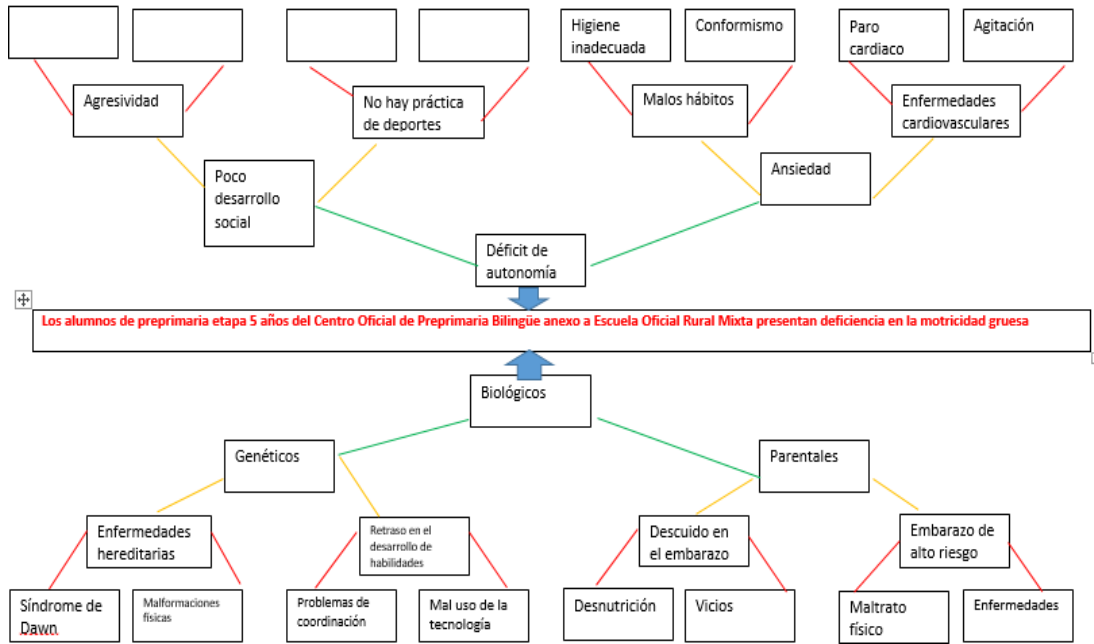 Higiene
inadecuada
Conformismo
Paro
cardiaco
Agitación
Agresividad
No hay práctica
de deportes
Malos hábitos
Enfermedades
cardiovasculares
Poco
desarrollo
social
Ansiedad
Déficit de
autonomía
Los alumnos de preprimaria etapa 5 años del Centro Oficial de Preprimaria Bilingüe anexo a Escuela Oficial Rural Mixta presentan deficiencia en la motricidad gruesa
Biológicos
Genéticos
Parentales
Enfermedades
hereditarias
Retraso en el
desarrollo de
habilidades
Descuido en
el embarazo
Embarazo de
alto riesgo
Síndrome de
Dawn
Malformaciones
físicas
Problemas de
coordinación
Mal uso de la
tecnología
Desnutrición
Vicios
Maltrato
físico
Enfermedades